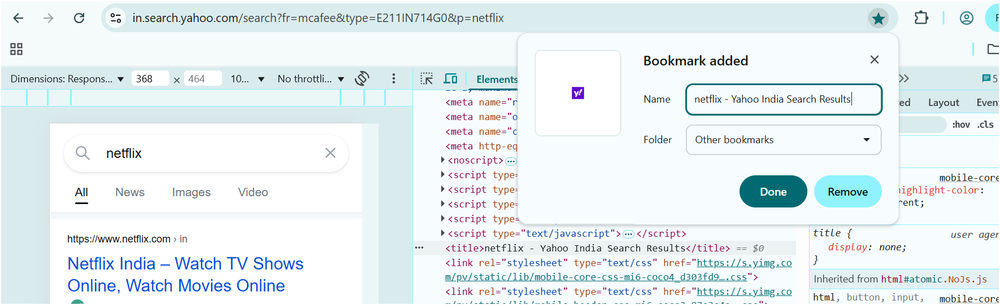 in.search.yahoo.com/search?fr=mcafee&type=E211IN714G0&p=netflix
Bookmark added
Name
netflix - Yahoo India Search Results
Folder
Other bookmarks
Done
Remove
Dimensions: Respons...
368
×
464
10...
No throttli...
Elements
5
Layout
:hov
.cls
netflix
All
News
Images
Video
https://www.netflix.com › in
Netflix India – Watch TV Shows
Online, Watch Movies Online
<meta name="r
<meta name="o
<meta name="c
<meta http-eq
<noscript>
<script type=
<script type=
<script type=
<script type=
<script type="text/javascript">…</script>
<title>netflix - Yahoo India Search Results</title> == $0
<link rel="stylesheet" type="text/css" href="https://s.yimg.co
m/pv/static/lib/mobile-core-css-mi6-coco4_d303fd9….css">
<link rel="stylesheet" type="text/css" href="https://s.yimg.co
mobile-core
highlight-color:
rent;
title {
user agen
display: none;
}
Inherited from html#atomic.NoJs.js
html, button, input,
mobile-core